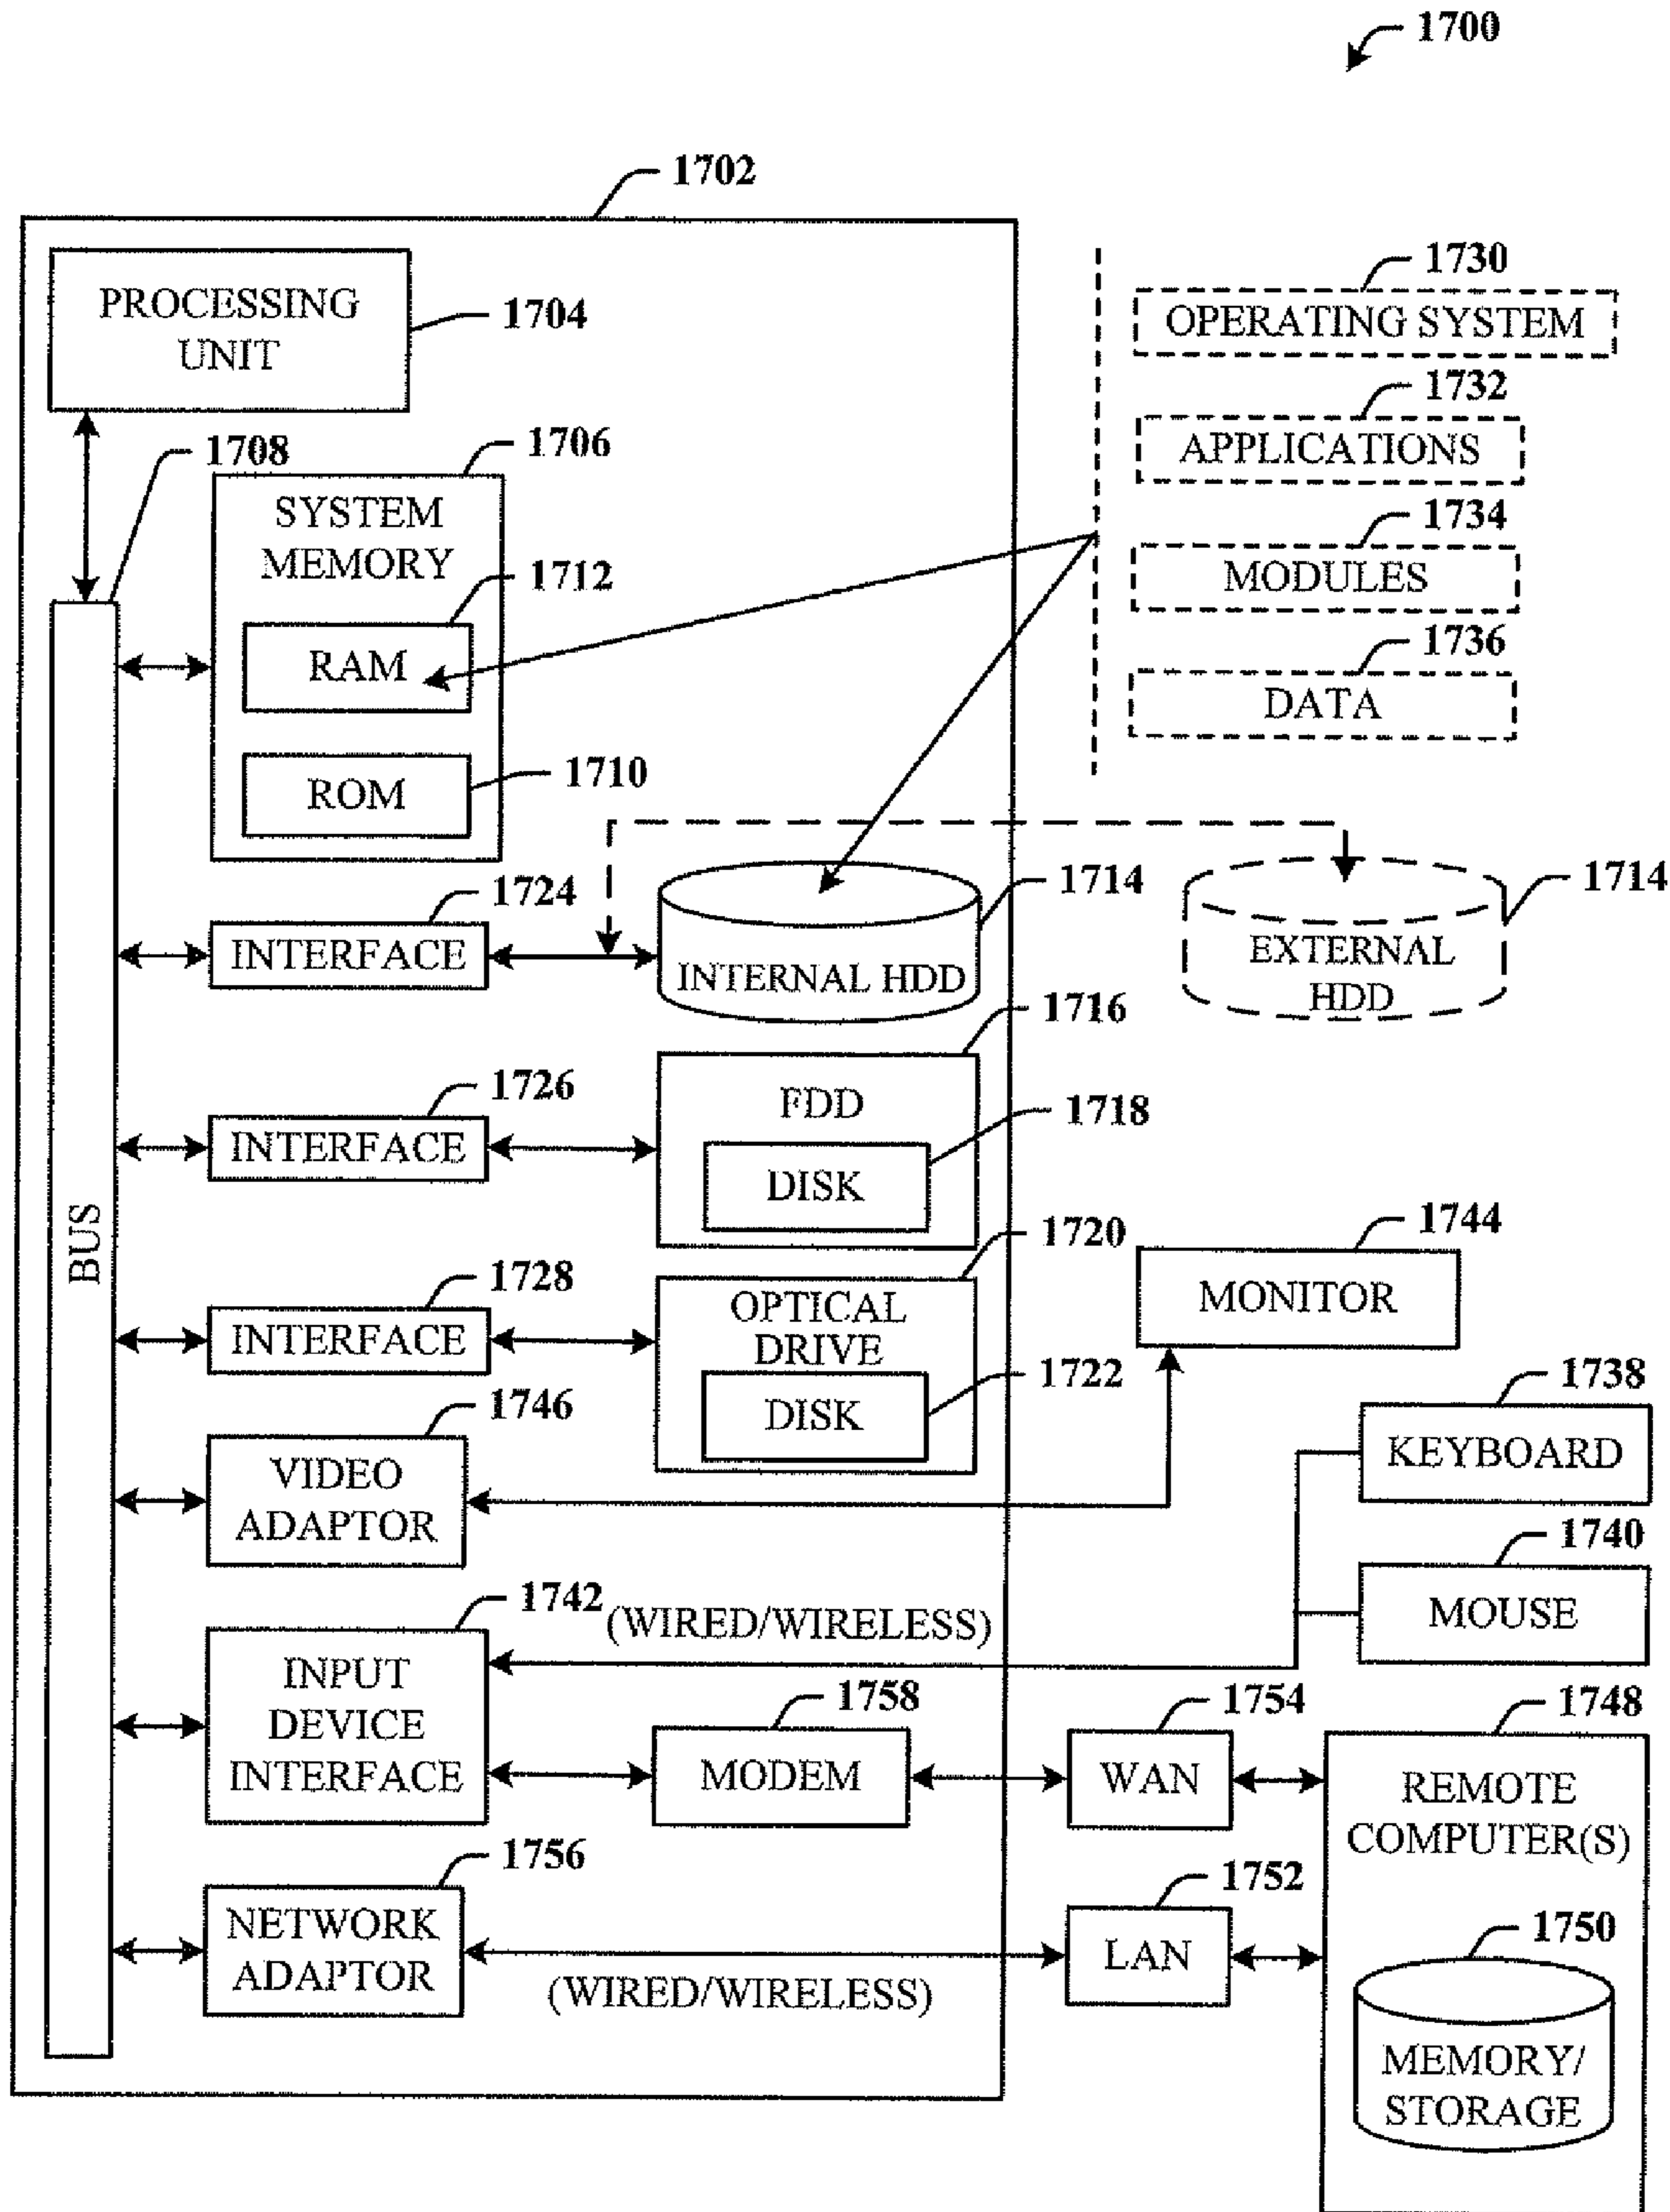 1700
1702
PROCESSING
UNIT
1704
1730
OPERATING SYSTEM
1732
APPLICATIONS
1734
MODULES
1736
DATA
1708
1706
SYSTEM
MEMORY
1712
RAM
1710
ROM
1724
INTERFACE
1714
INTERNAL HDD
1714
EXTERNAL
HDD
1716
1726
INTERFACE
FDD
1718
DISK
BUS
1720
1728
INTERFACE
OPTICAL
DRIVE
1722
DISK
1744
MONITOR
1746
VIDEO
ADAPTOR
1738
KEYBOARD
1740
MOUSE
1742
(WIRED/WIRELESS)
INPUT
DEVICE
INTERFACE
1758
MODEM
1754
WAN
1748
REMOTE
COMPUTER(S)
1756
NETWORK
ADAPTOR
(WIRED/WIRELESS)
1752
LAN
1750
MEMORY/
STORAGE